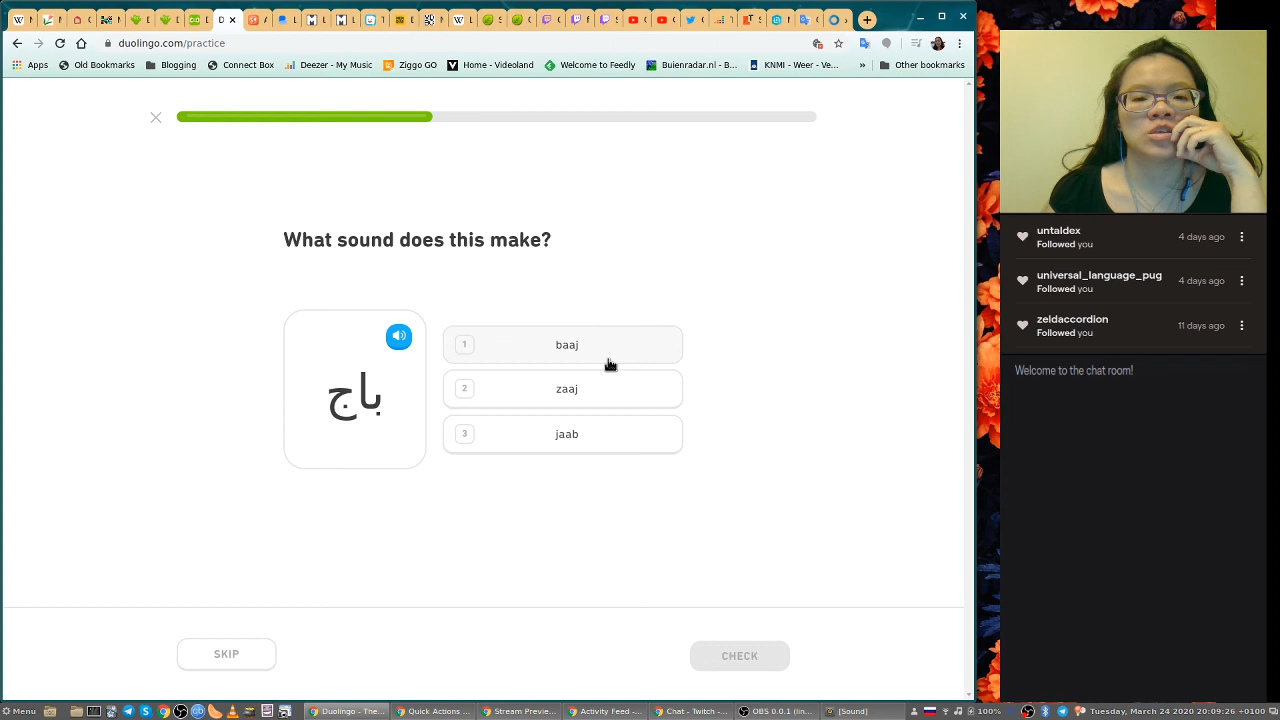 duolingo.com/practice
Apps
Old Bookmarks
Blogging
Connect Box
Deezer - My Music
Ziggo GO
Home - Videoland
Welcome to Feedly
Buienradar.nl - B...
KNMI - Weer - Ve...
»
Other bookmarks
What sound does this make?
باج
1 baaj
2 zaaj
3 jaab
SKIP
CHECK
untaldex
Followed you
4 days ago
universal_language_pug
Followed you
4 days ago
zeldaccordion
Followed you
11 days ago
Welcome to the chat room!
Menu
Duolingo - The...
Quick Actions ...
Stream Previe...
Activity Feed -...
Chat - Twitch -...
OBS 0.0.1 (lin...
[Sound]
100%
Tuesday, March 24 2020 20:09:26 +0100